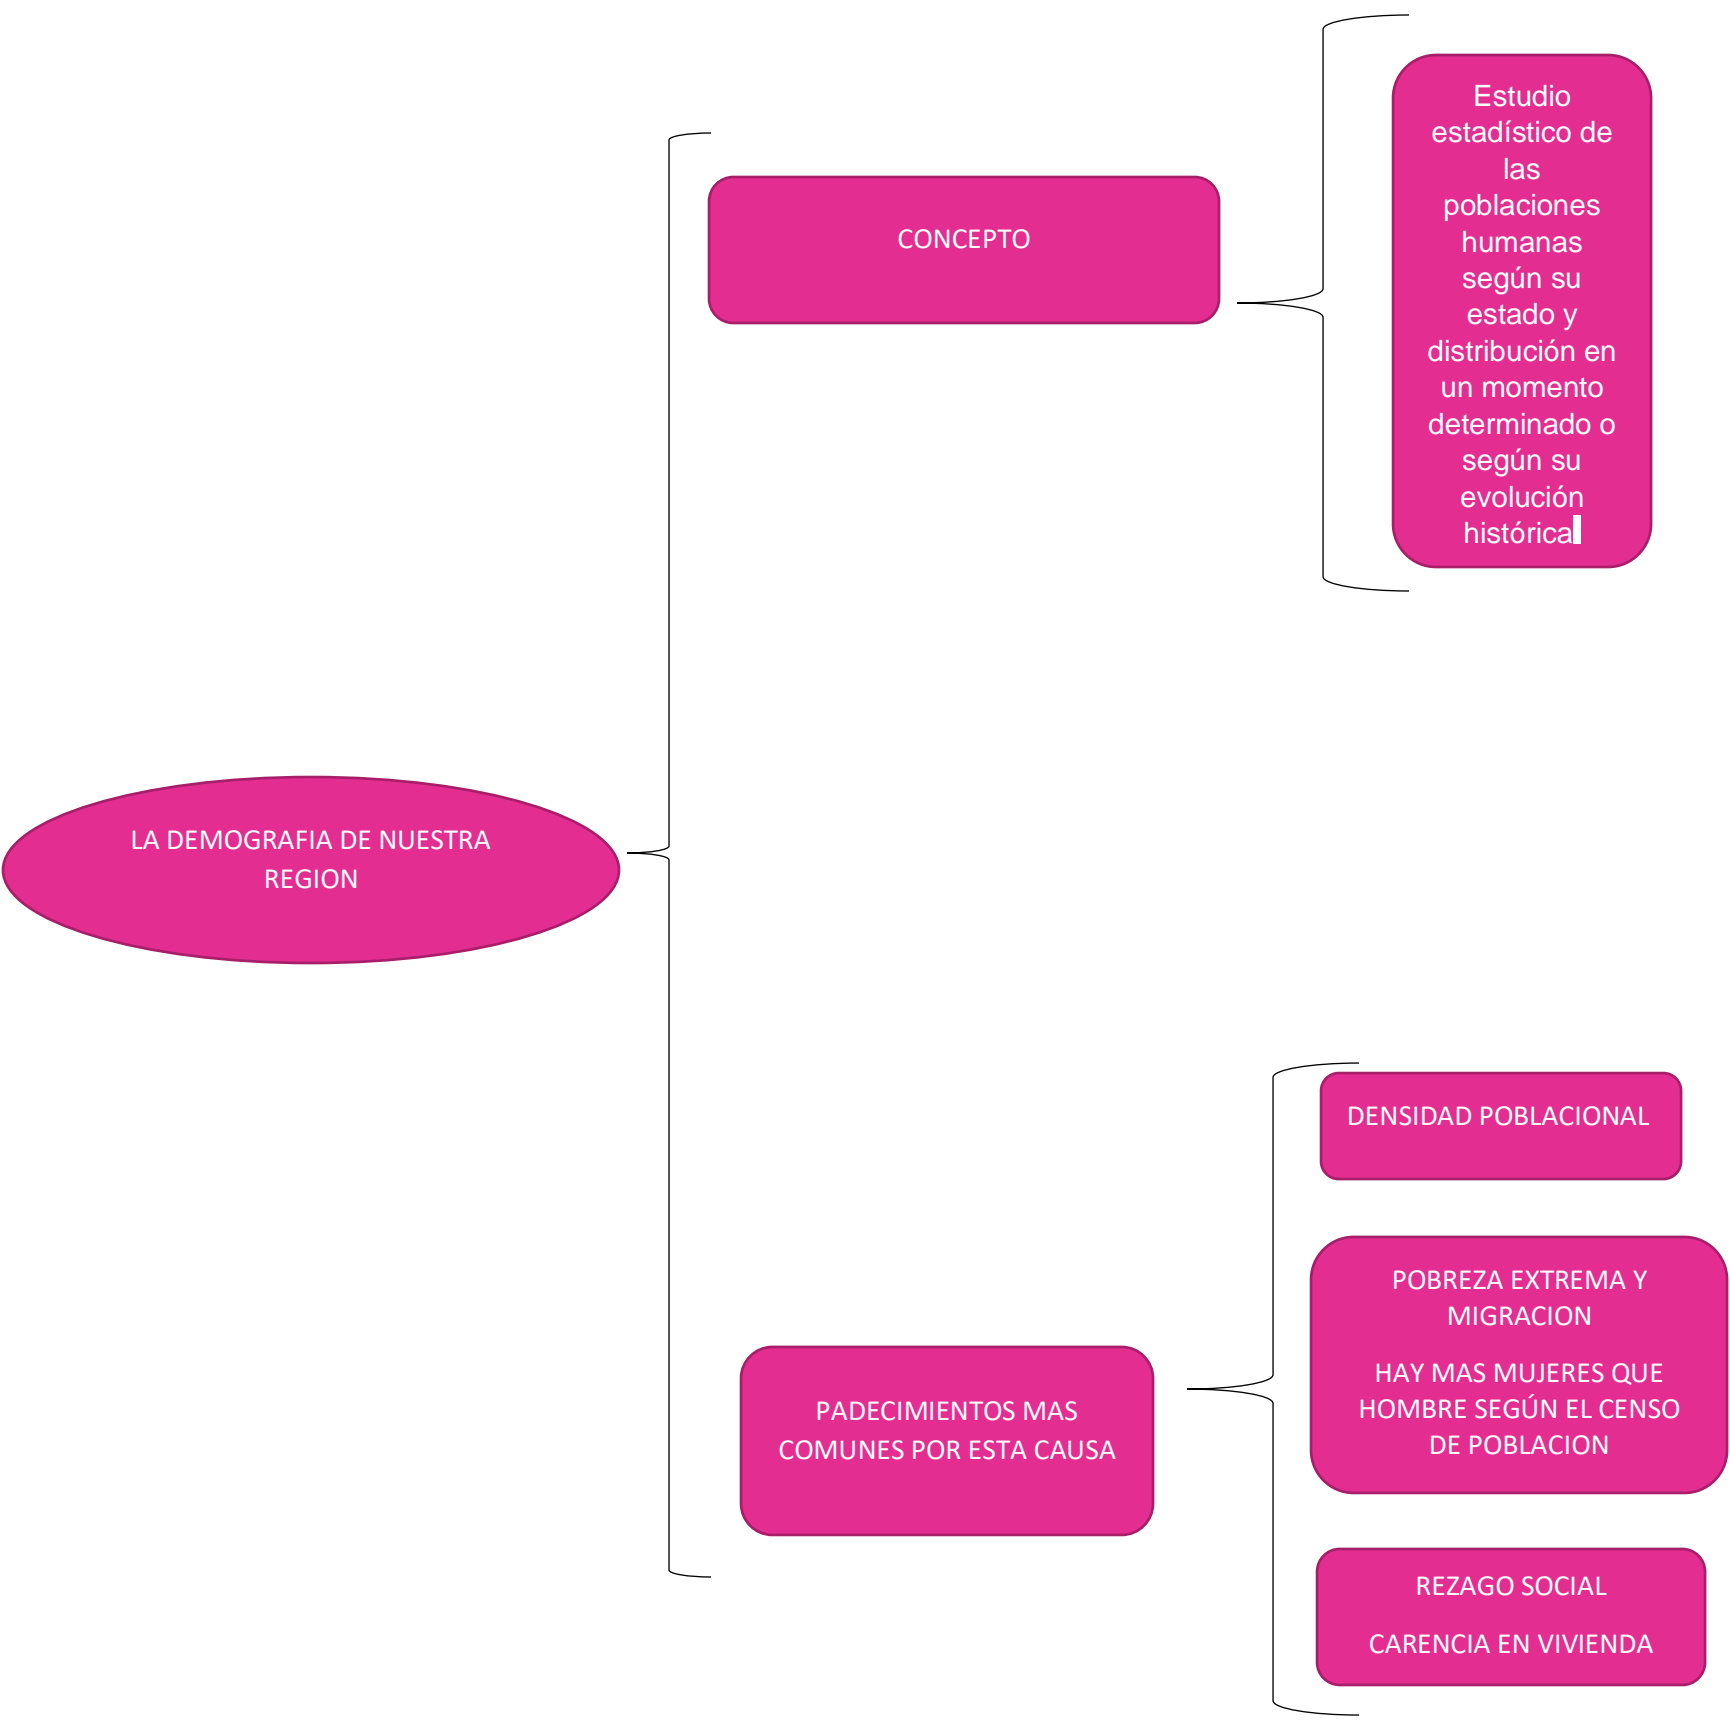 LA DEMOGRAFIA DE NUESTRA
REGION
CONCEPTO
Estudio
estadístico de
las
poblaciones
humanas
según su
estado y
distribución en
un momento
determinado o
según su
evolución
histórica
PADECIMIENTOS MAS
COMUNES POR ESTA CAUSA
DENSIDAD POBLACIONAL
POBREZA EXTREMA Y
MIGRACION
HAY MAS MUJERES QUE
HOMBRE SEGÚN EL CENSO
DE POBLACION
REZAGO SOCIAL
CARENCIA EN VIVIENDA